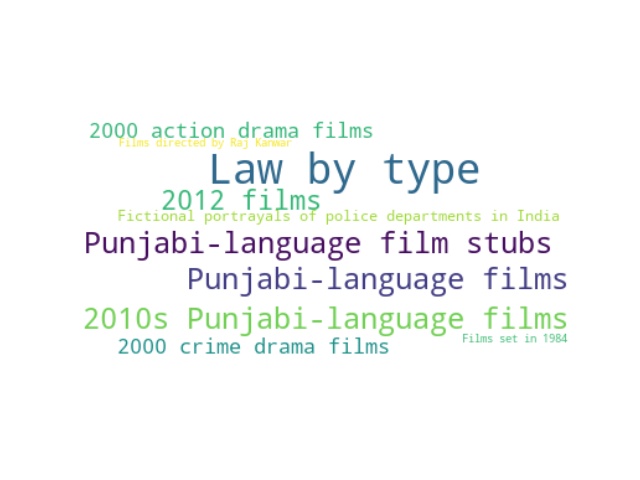 2000 action drama films
Films directed by Raj Kanwar
Law by type
2012 films
Fictional portrayals of police departments in India
Punjabi-language film stubs
Punjabi-language films
2010s Punjabi-language films
Films set in 1984
2000 crime drama films